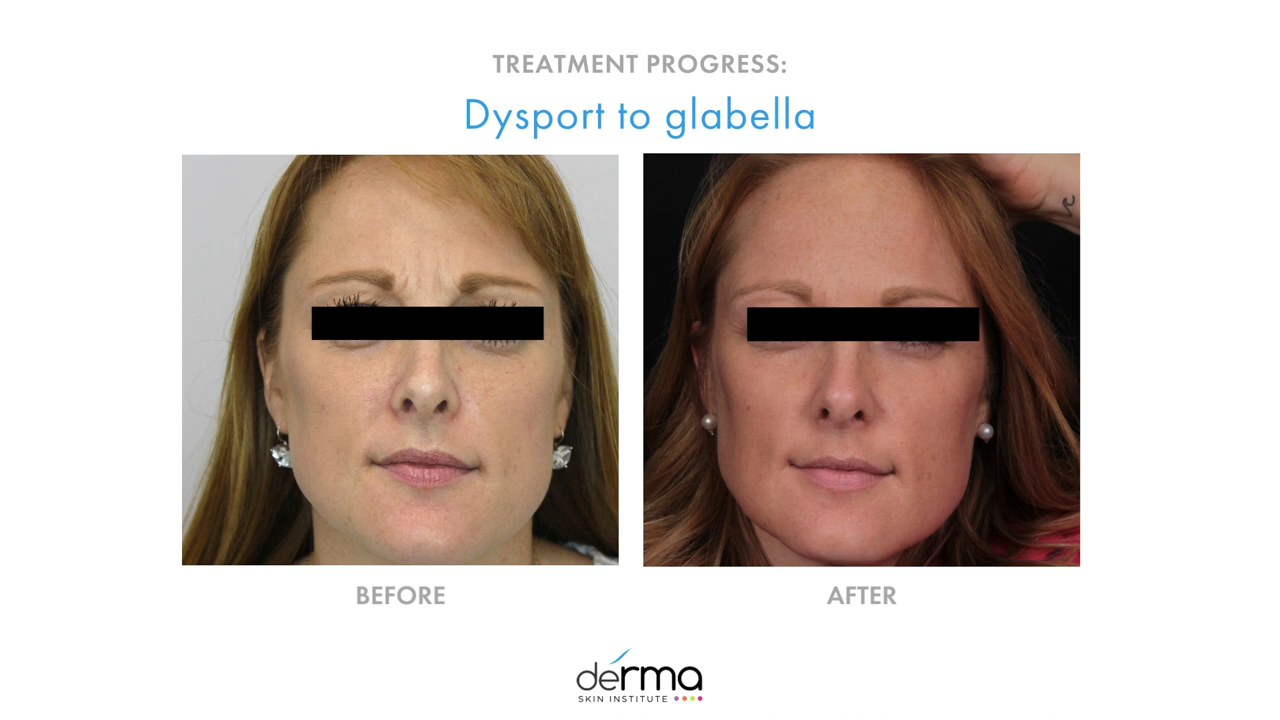 TREATMENT PROGRESS:
Dysport to glabella
BEFORE
AFTER
derma
SKIN INSTITUTE